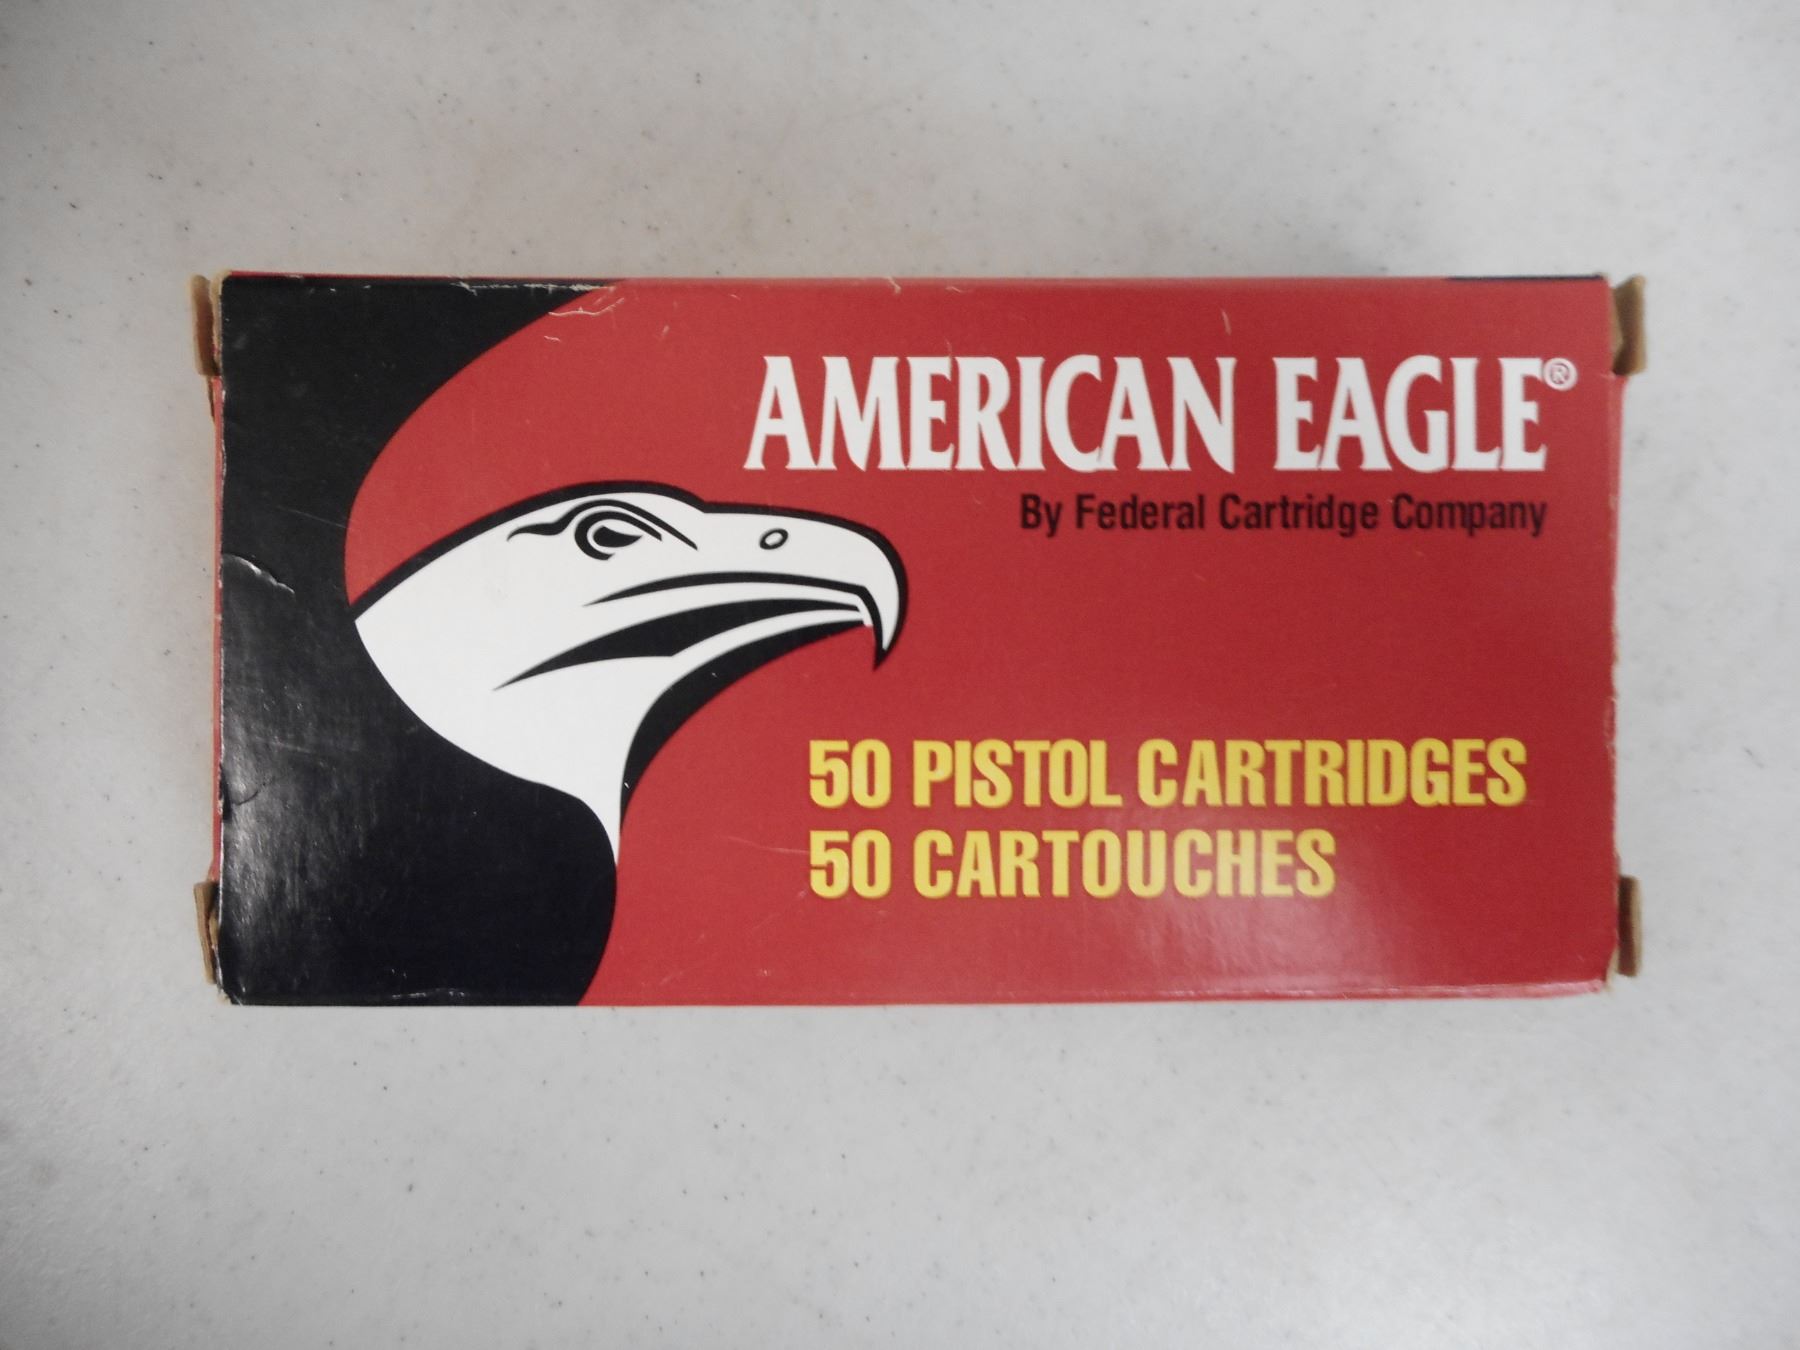 AMERICAN EAGLE®
By Federal Cartridge Company
50 PISTOL CARTRIDGES
50 CARTOUCHES